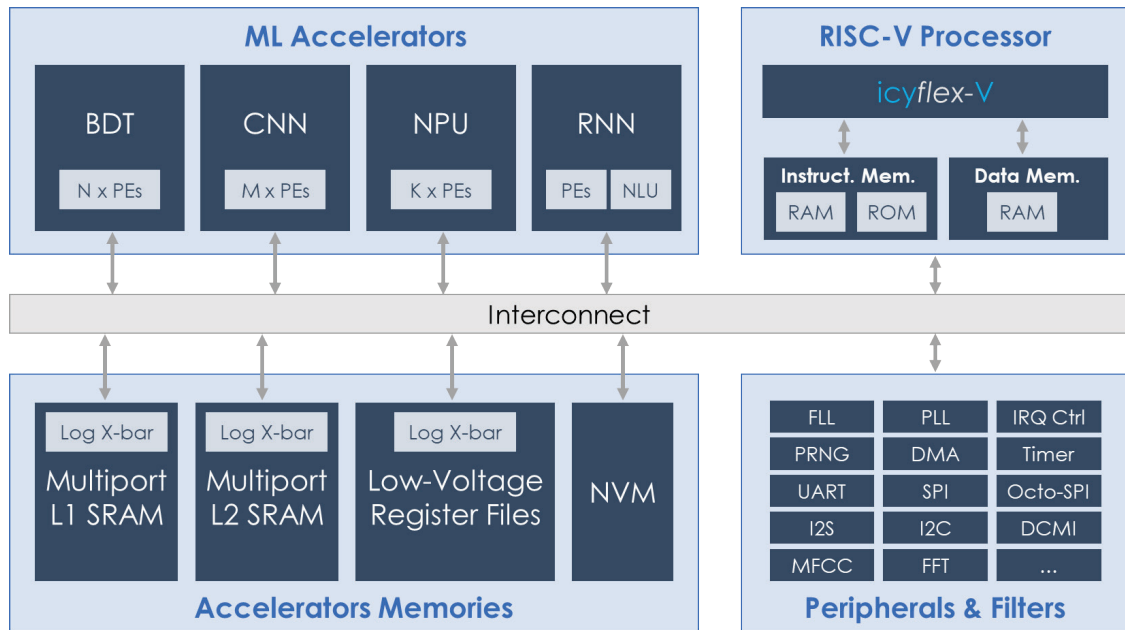 ML Accelerators
BDT
N x PEs
CNN
M x PEs
NPU
K x PEs
RNN
PEs
NLU
RISC-V Processor
icyflex-V
Instruct. Mem.
RAM
ROM
Data Mem.
RAM
Interconnect
Log X-bar
Multiport
L1 SRAM
Log X-bar
Multiport
L2 SRAM
Log X-bar
Low-Voltage
Register Files
NVM
Accelerators Memories
FLL
PLL
IRQ Ctrl
PRNG
DMA
Timer
UART
SPI
Octo-SPI
I2S
I2C
DCMI
MFCC
FFT
...
Peripherals & Filters